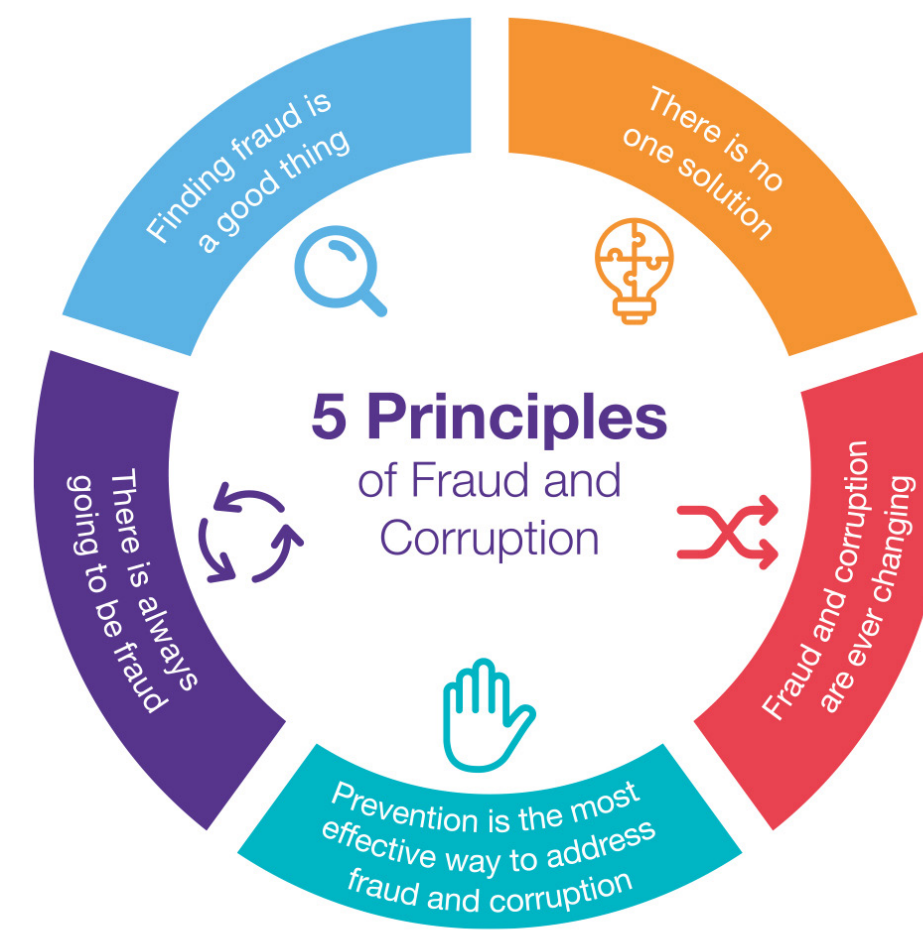 Finding fraud is
a good thing
There is no
one solution
5 Principles
of Fraud and
Corruption
There is always
going to be fraud
Fraud and corruption
are ever changing
Prevention is the most
effective way to address
fraud and corruption